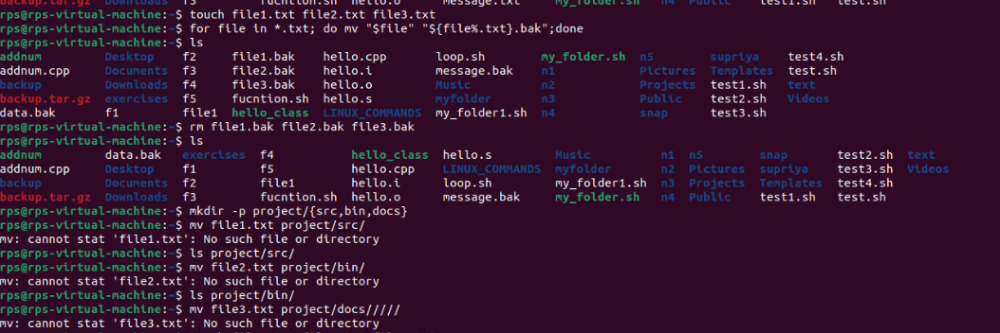 backup.tar.gz Downloads f3 fucntion.sh hello.o message.txt my_folder.sh n4 Public test1.sh test.sh
rps@rps-virtual-machine:~$ touch file1.txt file2.txt file3.txt
rps@rps-virtual-machine:~$ for file in *.txt; do mv "$file" "${file%.txt}.bak";done
rps@rps-virtual-machine:~$ ls
addnum Desktop f2 file1.bak hello.cpp loop.sh my_folder.sh n5 supriya test4.sh
addnum.cpp Documents f3 file2.bak hello.i message.bak n1 Pictures Templates test.sh
backup Downloads f4 file3.bak hello.o Music n2 Projects test1.sh text
backup.tar.gz exercises f5 fucntion.sh hello.s myfolder n3 Public test2.sh Videos
data.bak f1 file1 hello_class LINUX_COMMANDS my_folder1.sh n4 snap test3.sh
rps@rps-virtual-machine:~$ rm file1.bak file2.bak file3.bak
rps@rps-virtual-machine:~$ ls
addnum data.bak exercises f4 hello_class hello.s Music n1 n5 snap test2.sh text
addnum.cpp Desktop f1 f5 hello.cpp LINUX_COMMANDS myfolder n2 Pictures supriya test3.sh Videos
backup Documents f2 file1 hello.i loop.sh my_folder1.sh n3 Projects Templates test4.sh
backup.tar.gz Downloads f3 fucntion.sh hello.o message.bak my_folder.sh n4 Public test1.sh test.sh
rps@rps-virtual-machine:~$ mkdir -p project/{src,bin,docs}
rps@rps-virtual-machine:~$ mv file1.txt project/src/
mv: cannot stat 'file1.txt': No such file or directory
rps@rps-virtual-machine:~$ ls project/src/
rps@rps-virtual-machine:~$ mv file2.txt project/bin/
mv: cannot stat 'file2.txt': No such file or directory
rps@rps-virtual-machine:~$ ls project/bin/
rps@rps-virtual-machine:~$ mv file3.txt project/docs/////
mv: cannot stat 'file3.txt': No such file or directory